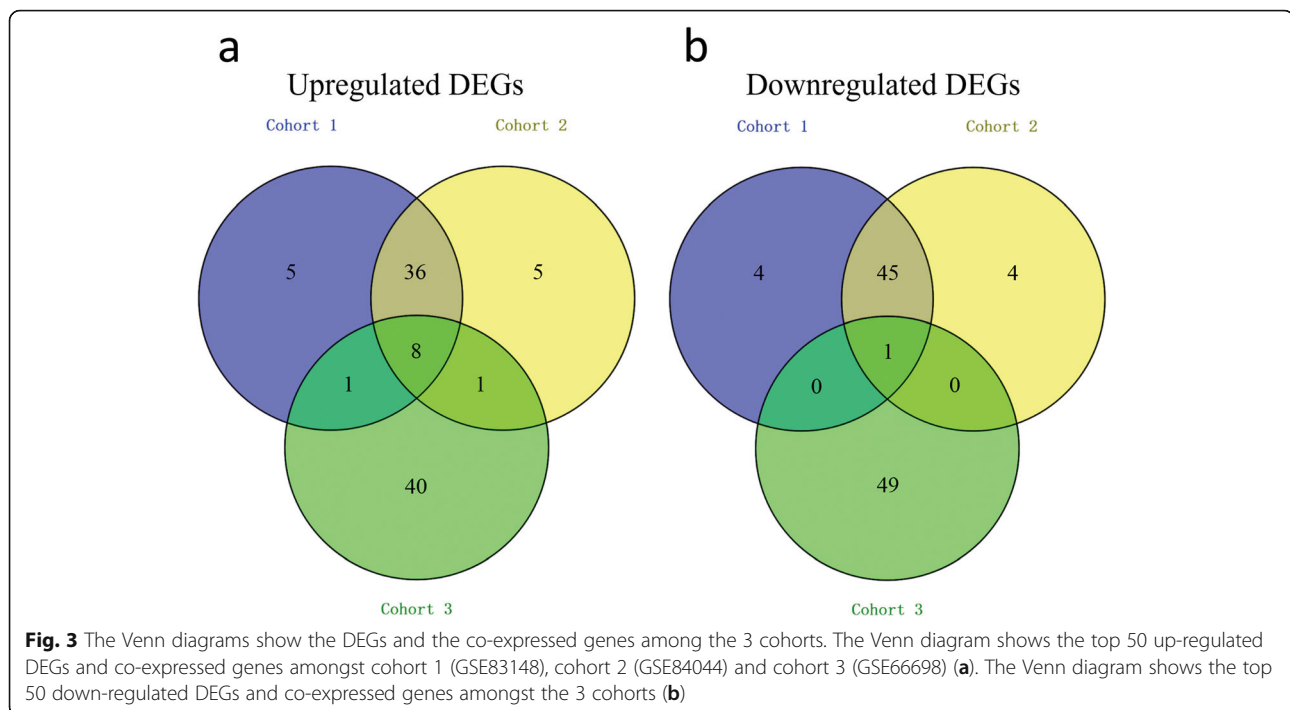 a
Upregulated DEGs
Cohort 1
Cohort 2
5
36
5
8
1
1
40
Cohort 3
b
Downregulated DEGs
Cohort 1
Cohort 2
4
45
4
1
0
0
49
Cohort 3
Fig. 3 The Venn diagrams show the DEGs and the co-expressed genes among the 3 cohorts. The Venn diagram shows the top 50 up-regulated
DEGs and co-expressed genes amongst cohort 1 (GSE83148), cohort 2 (GSE84044) and cohort 3 (GSE66698) (a). The Venn diagram shows the top
50 down-regulated DEGs and co-expressed genes amongst the 3 cohorts (b)